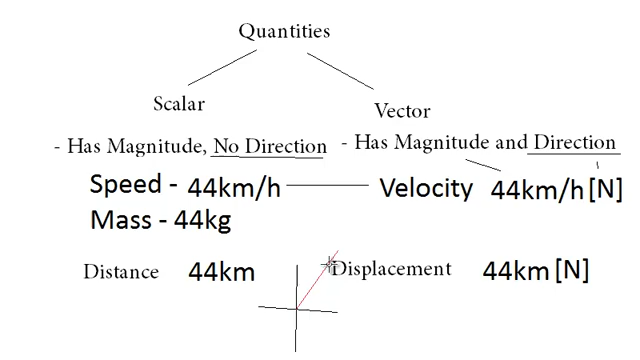 Quantities
Scalar
Vector
- Has Magnitude, No Direction
- Has Magnitude and Direction
Speed - 44km/h
Velocity 44km/h [N]
Mass - 44kg
Distance 44km
Displacement 44km [N]